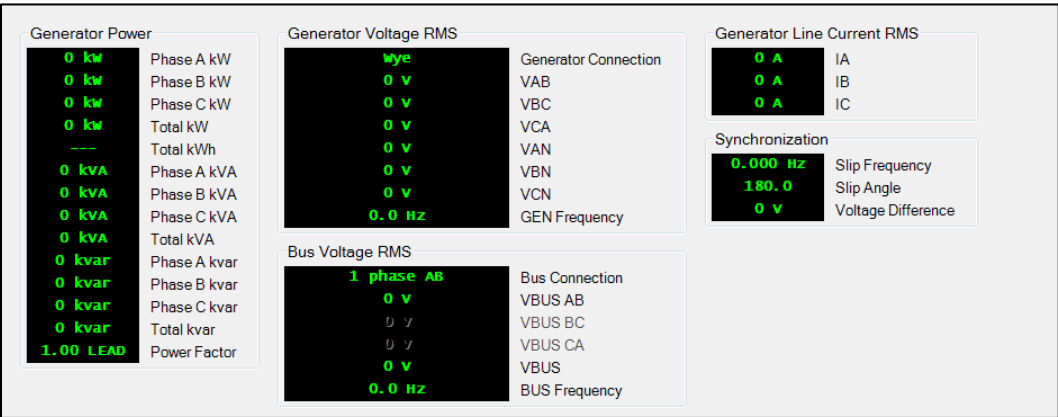 Generator Power
0 kW Phase A kW
0 kW Phase B kW
0 kW Phase C kW
0 kW Total kW
--- Total kWh
0 kVA Phase A kVA
0 kVA Phase B kVA
0 kVA Phase C kVA
0 kVA Total kVA
0 kvar Phase A kvar
0 kvar Phase B kvar
0 kvar Phase C kvar
0 kvar Total kvar
1.00 LEAD Power Factor
Generator Voltage RMS
Wye Generator Connection
0 V VAB
0 V VBC
0 V VCA
0 V VAN
0 V VBN
0 V VCN
0.0 Hz GEN Frequency
Bus Voltage RMS
1 phase AB Bus Connection
0 V VBUS AB
0 V VBUS BC
0 V VBUS CA
0 V VBUS
0.0 Hz BUS Frequency
Generator Line Current RMS
0 A IA
0 A IB
0 A IC
Synchronization
0.000 Hz Slip Frequency
180.0 Slip Angle
0 V Voltage Difference